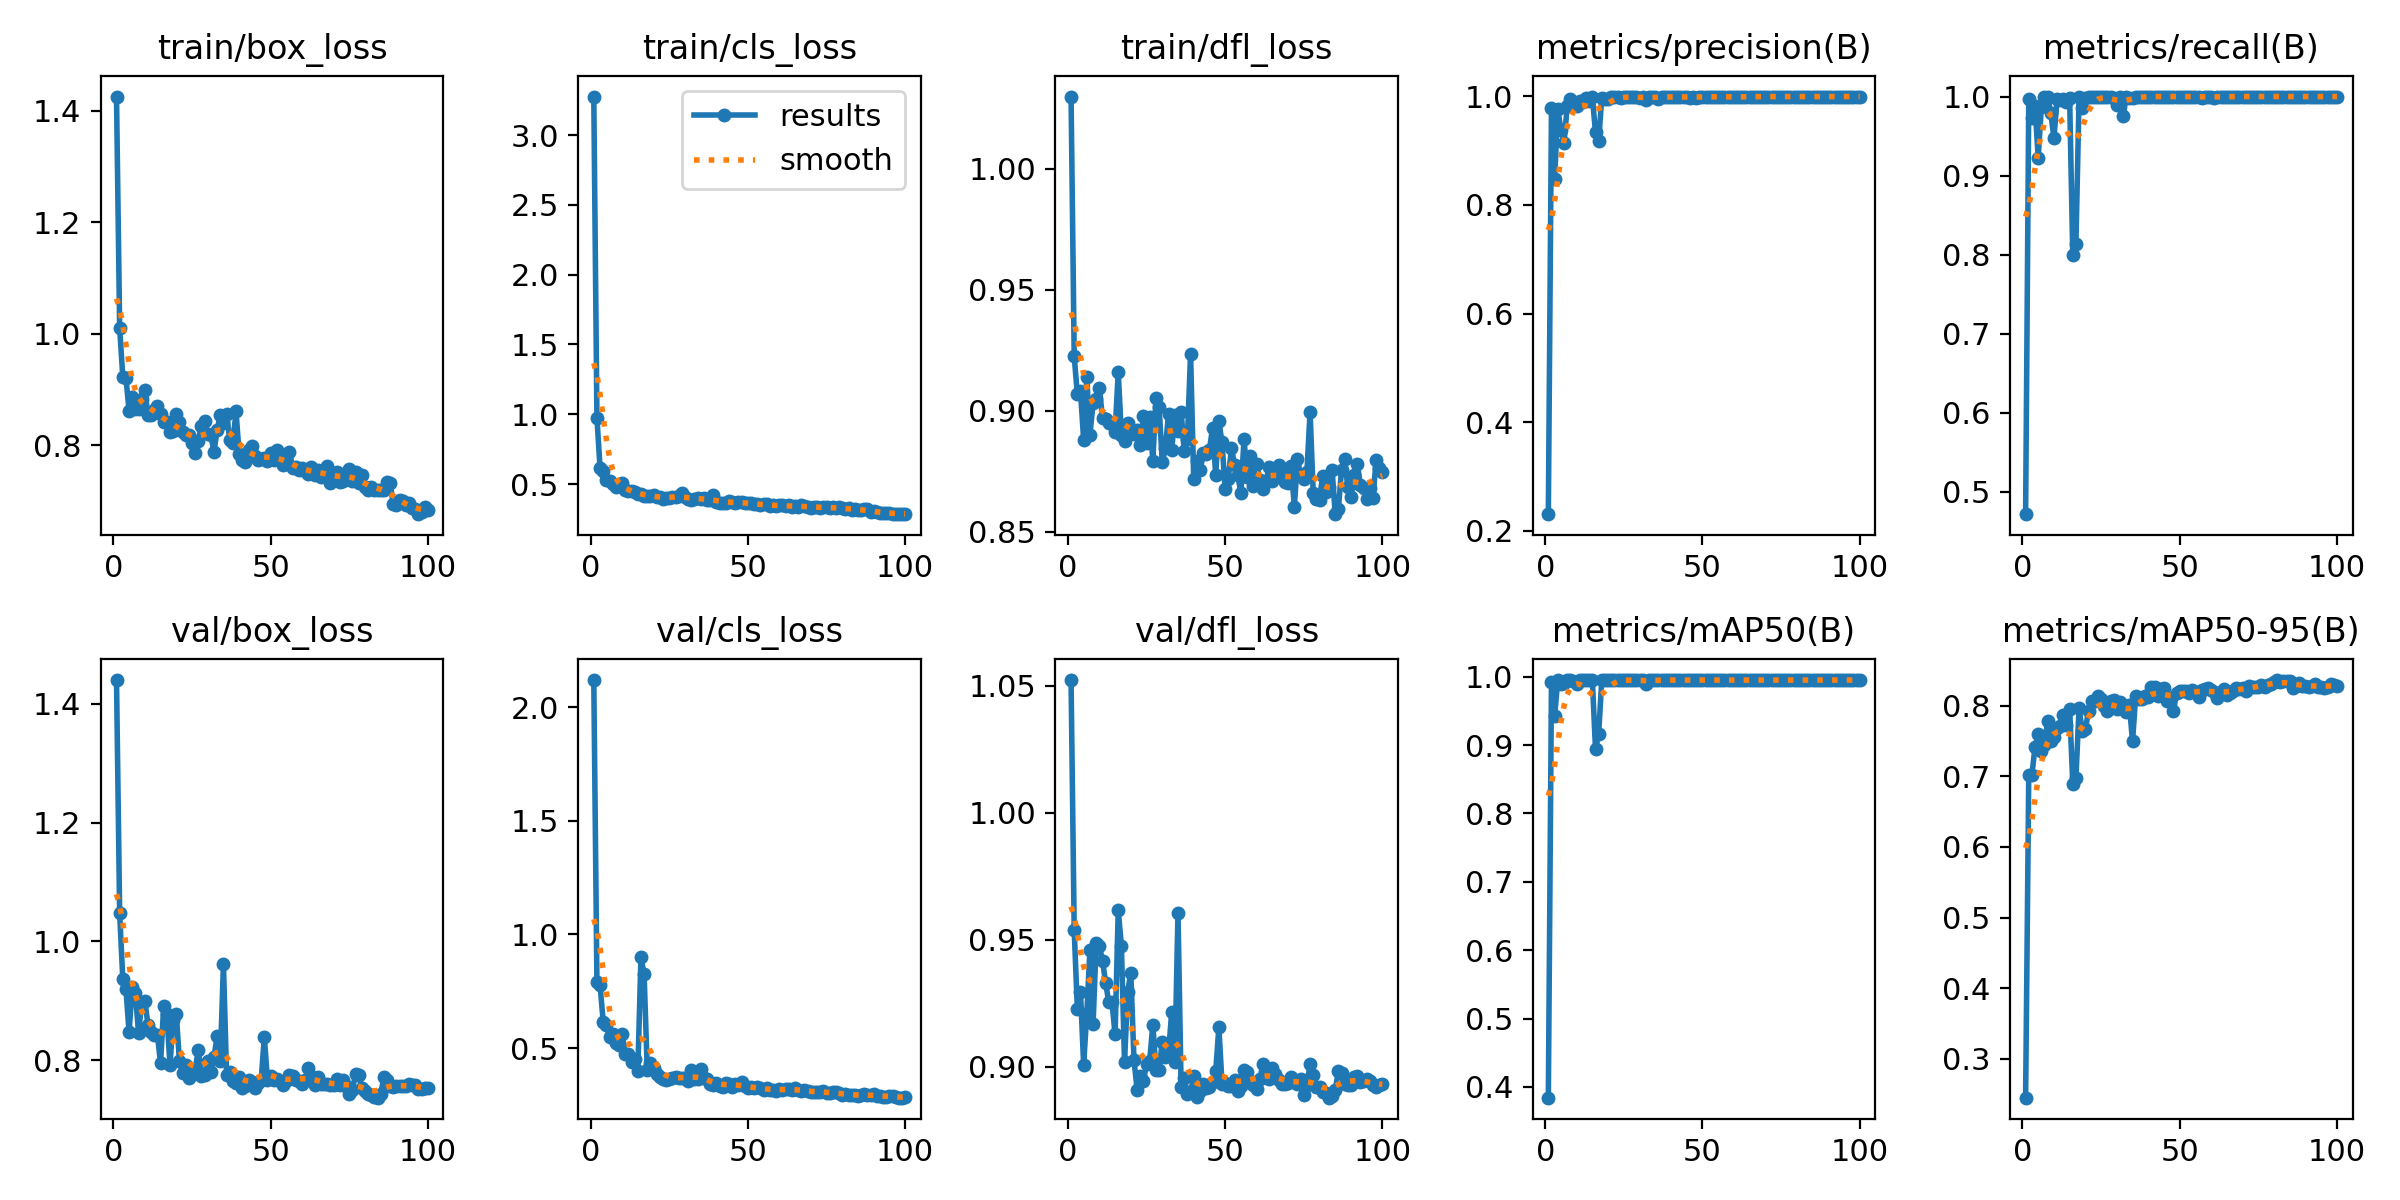 train/box_loss
1.4
1.2
1.0
0.8
0 50 100
train/cls_loss
results
smooth
3.0
2.5
2.0
1.5
1.0
0.5
0 50 100
train/dfl_loss
1.00
0.95
0.90
0.85
0 50 100
metrics/precision(B)
1.0
0.8
0.6
0.4
0.2
0 50 100
metrics/recall(B)
1.0
0.9
0.8
0.7
0.6
0.5
0 50 100
val/box_loss
1.4
1.2
1.0
0.8
0 50 100
val/cls_loss
2.0
1.5
1.0
0.5
0 50 100
val/dfl_loss
1.05
1.00
0.95
0.90
0 50 100
metrics/mAP50(B)
1.0
0.9
0.8
0.7
0.6
0.5
0.4
0 50 100
metrics/mAP50-95(B)
0.8
0.7
0.6
0.5
0.4
0.3
0 50 100